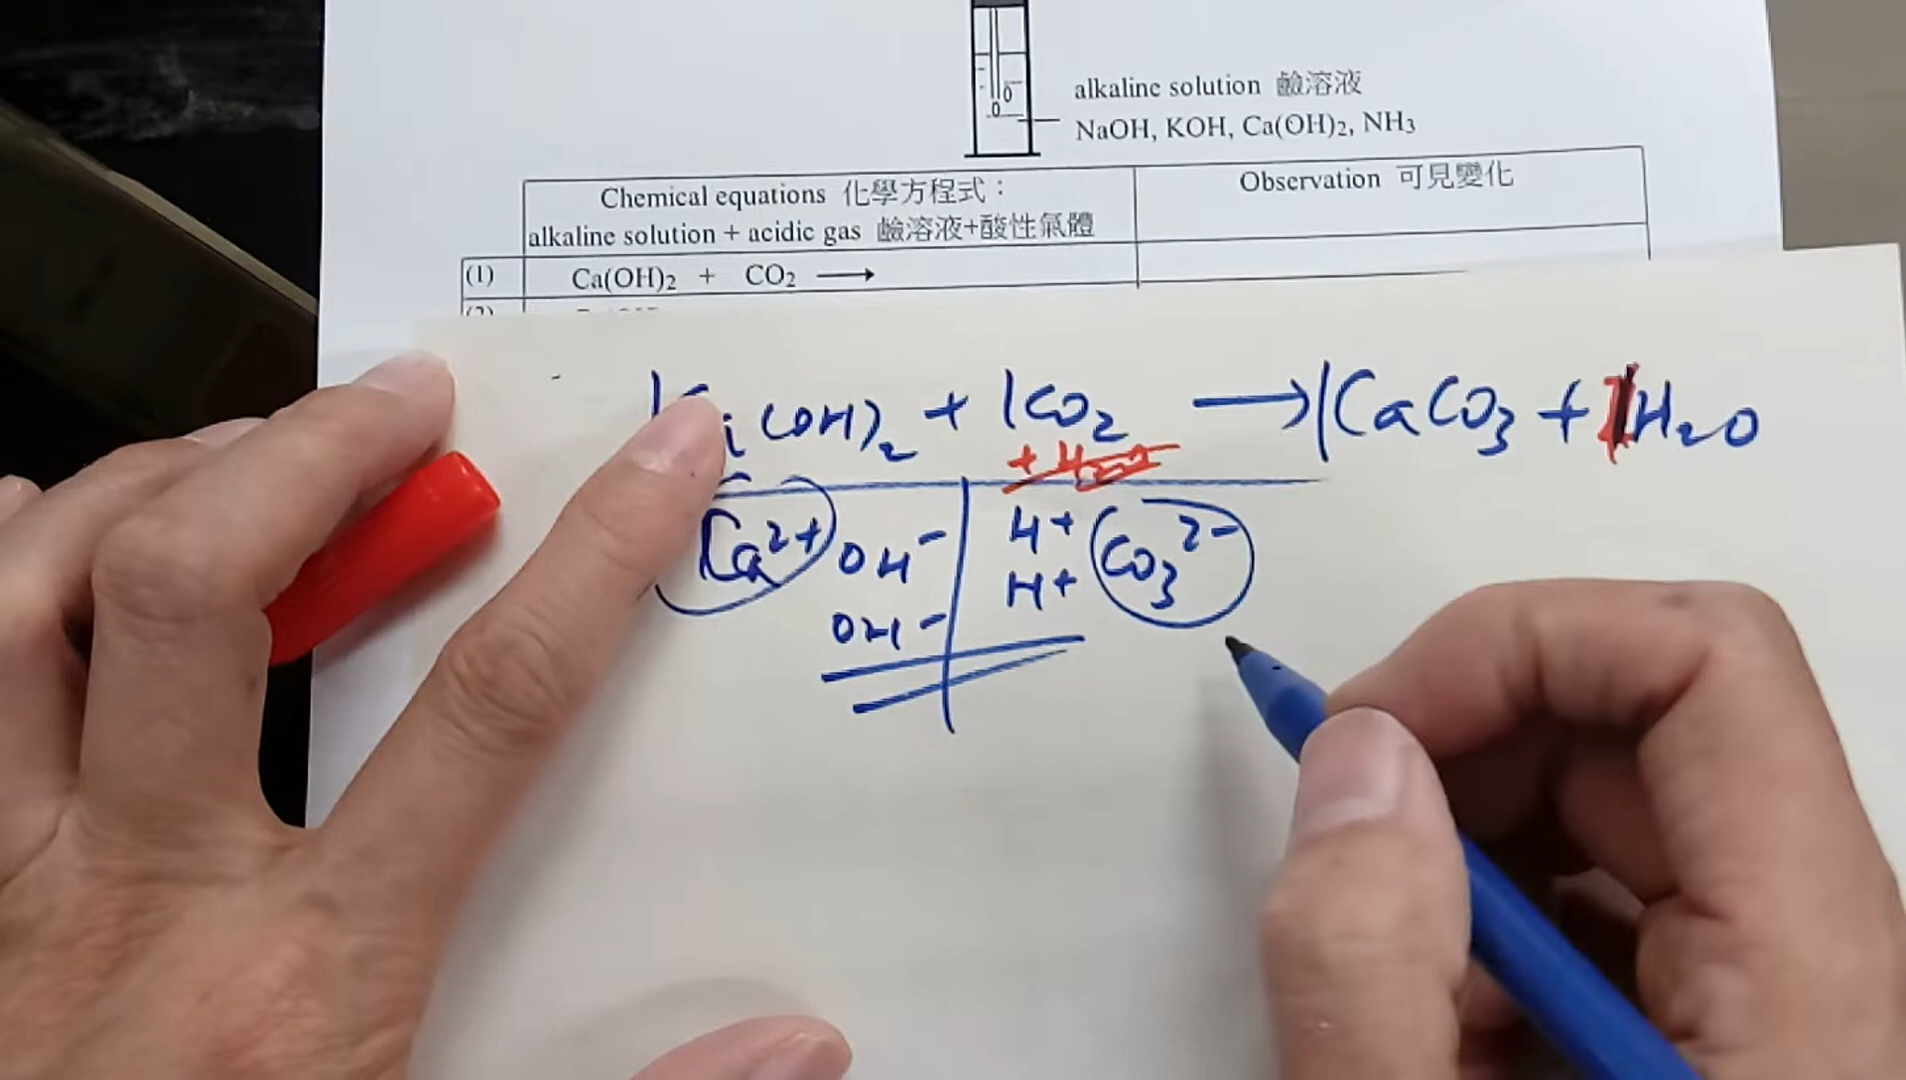 alkaline solution 鹼溶液
NaOH, KOH, Ca(OH)₂, NH₃
Chemical equations 化學方程式：
alkaline solution + acidic gas 鹼溶液+酸性氣體
Observation 可見變化
(1) Ca(OH)₂ + CO₂ ⟶
(2)
(OH)₂ + 1CO₂ → 1CaCO₃ + 1H₂O
Ca²⁺ OH⁻ H⁺ CO₃²⁻
OH⁻ H⁺